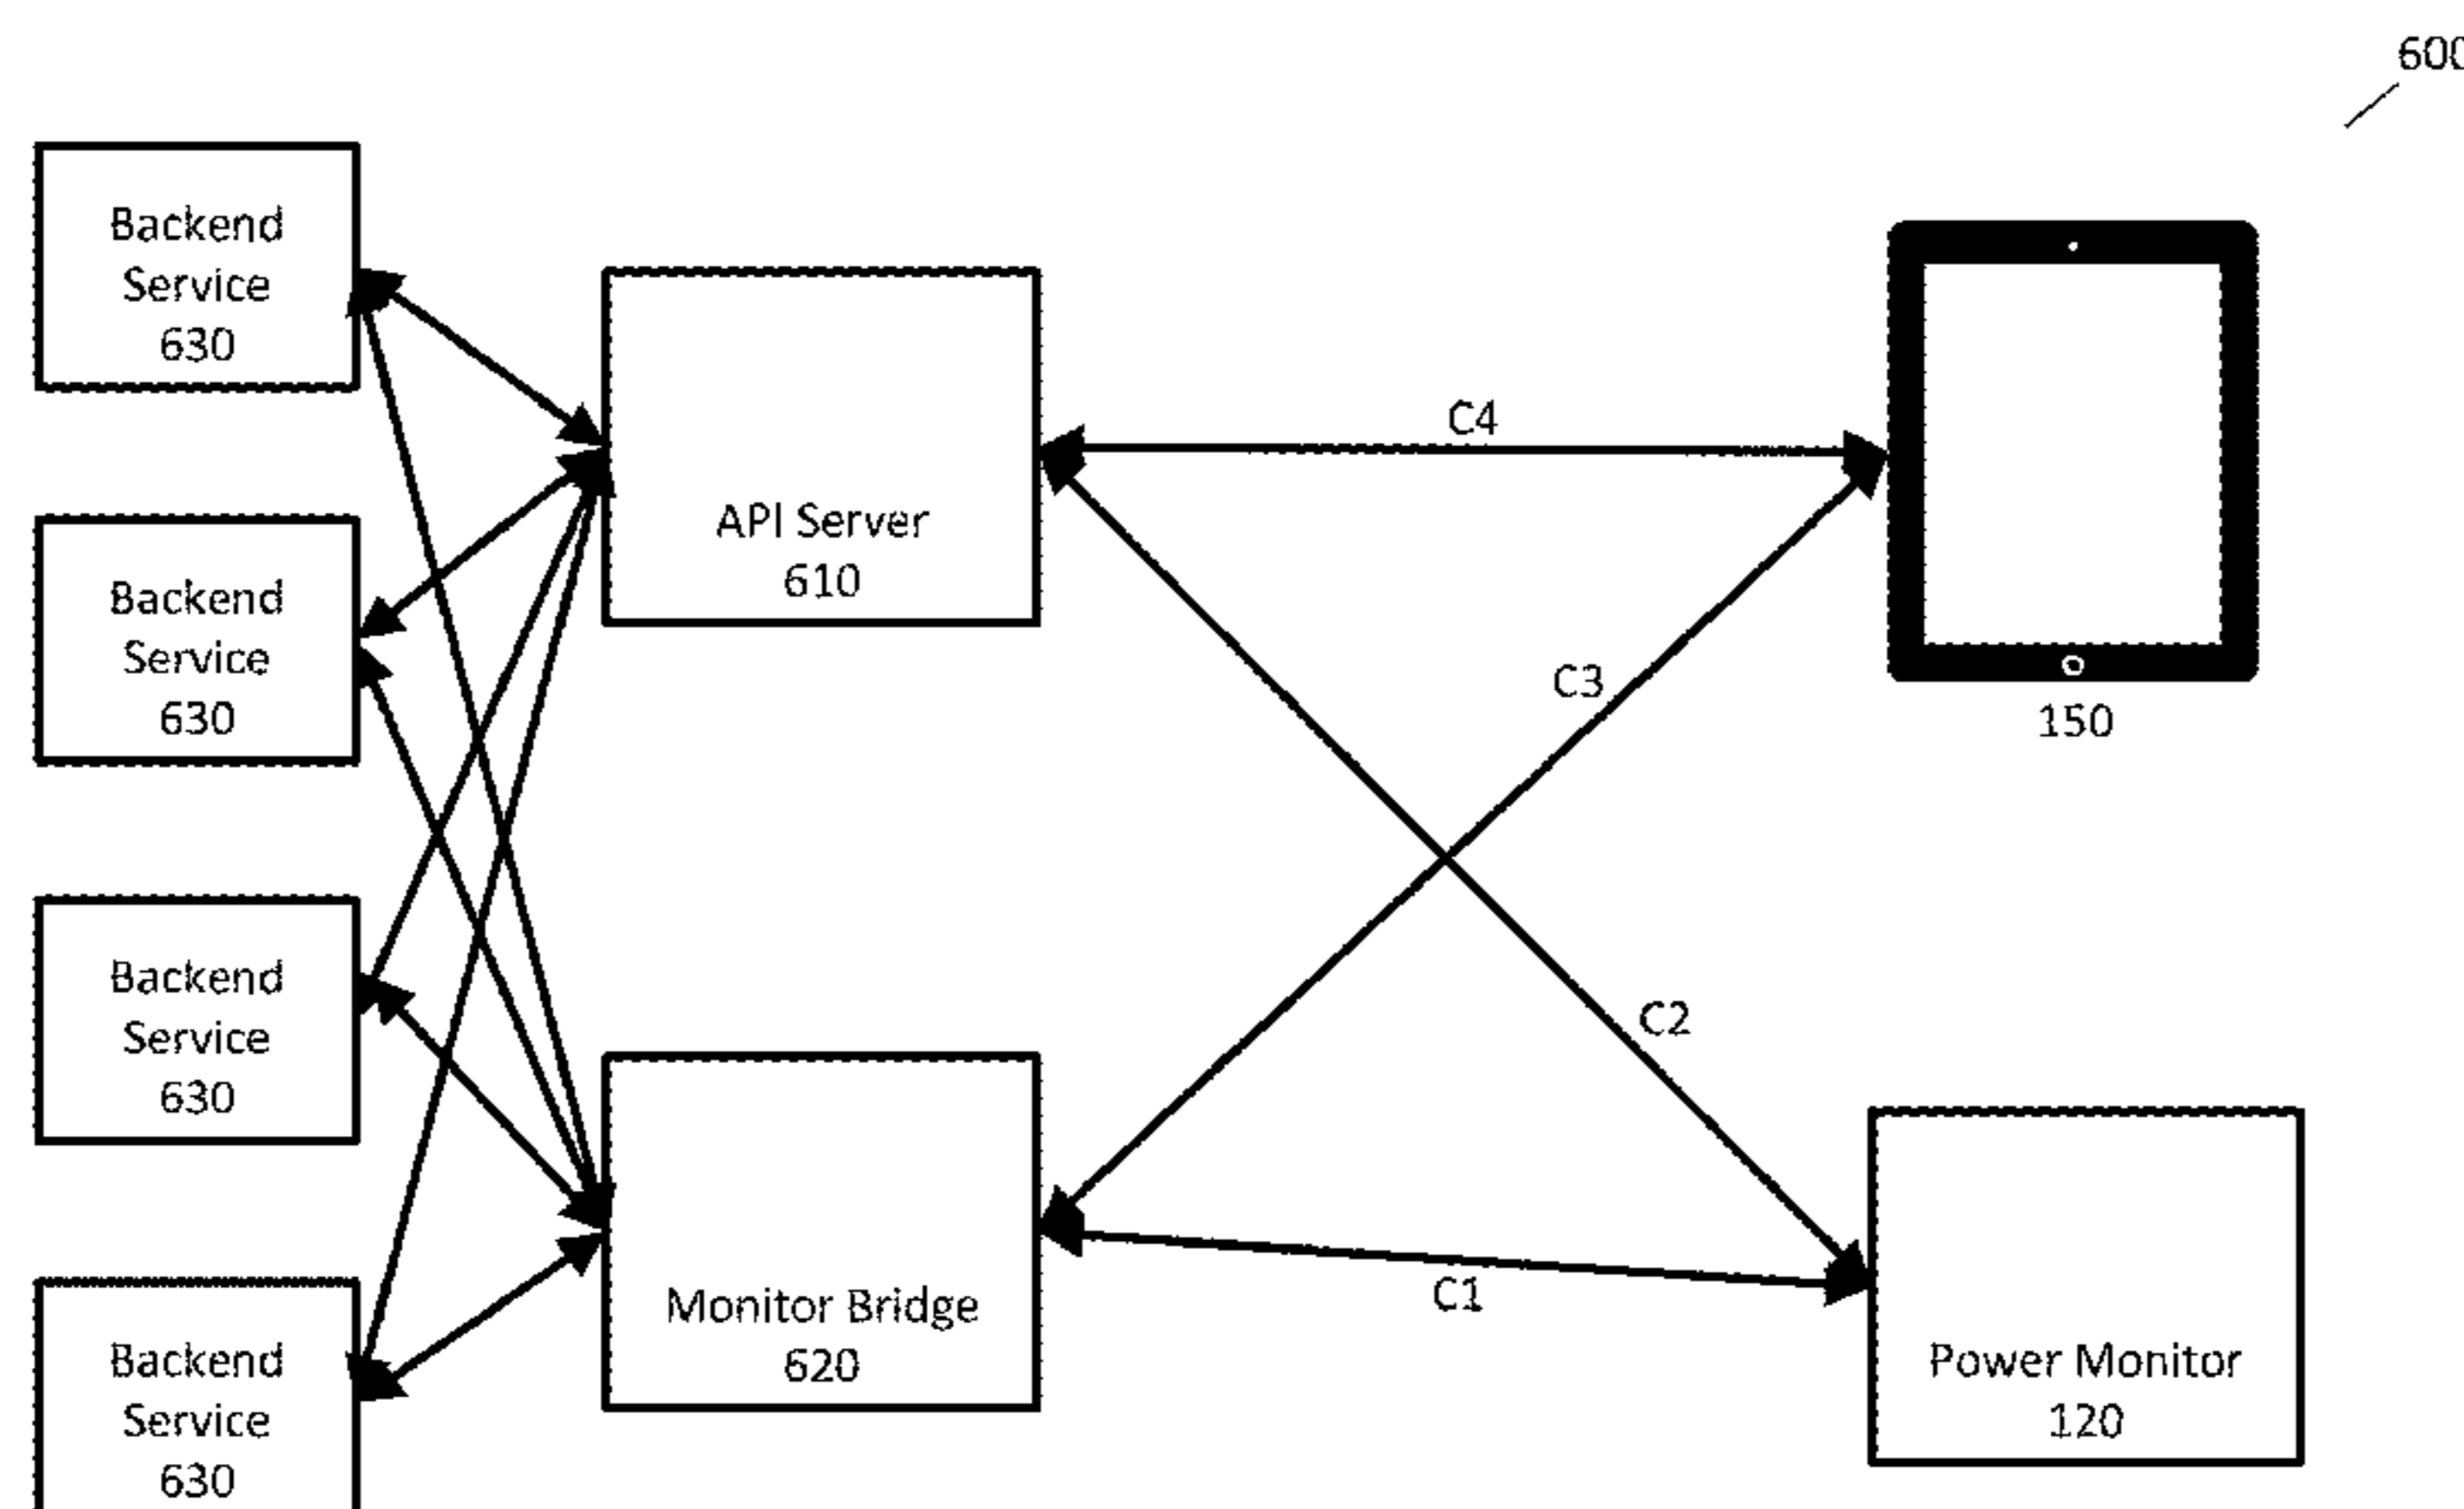 600
Backend
Service
630
API Server
610
C4
150
Backend
Service
630
C3
Backend
Service
630
C2
Monitor Bridge
620
C1
Power Monitor
120
Backend
Service
630